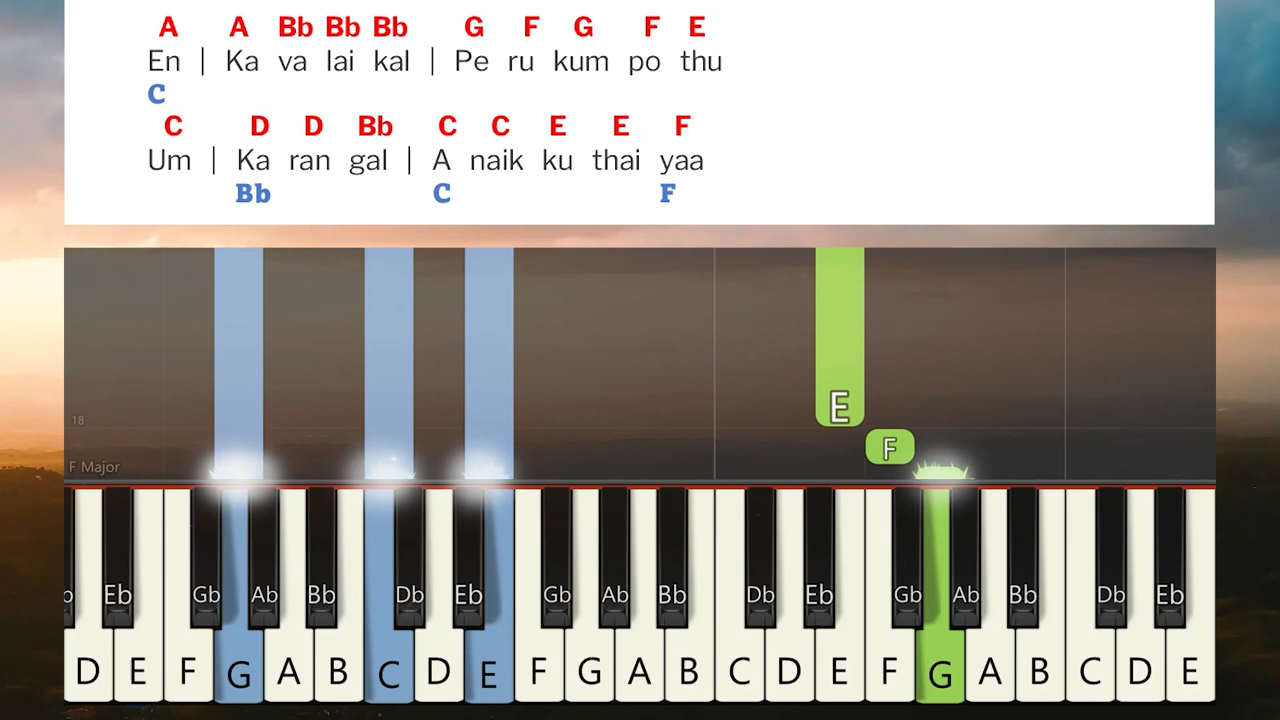 A A Bb Bb Bb G F G F E
En | Ka va lai kal | Pe ru kum po thu
C
C D D Bb C C E E F
Um | Ka ran gal | A naik ku thai yaa
Bb C F
E
18
F
F Major
Eb Gb Ab Bb Db Eb Gb Ab Bb Db Eb Gb Ab Bb Db Eb
D E F G A B C D E F G A B C D E F G A B C D E